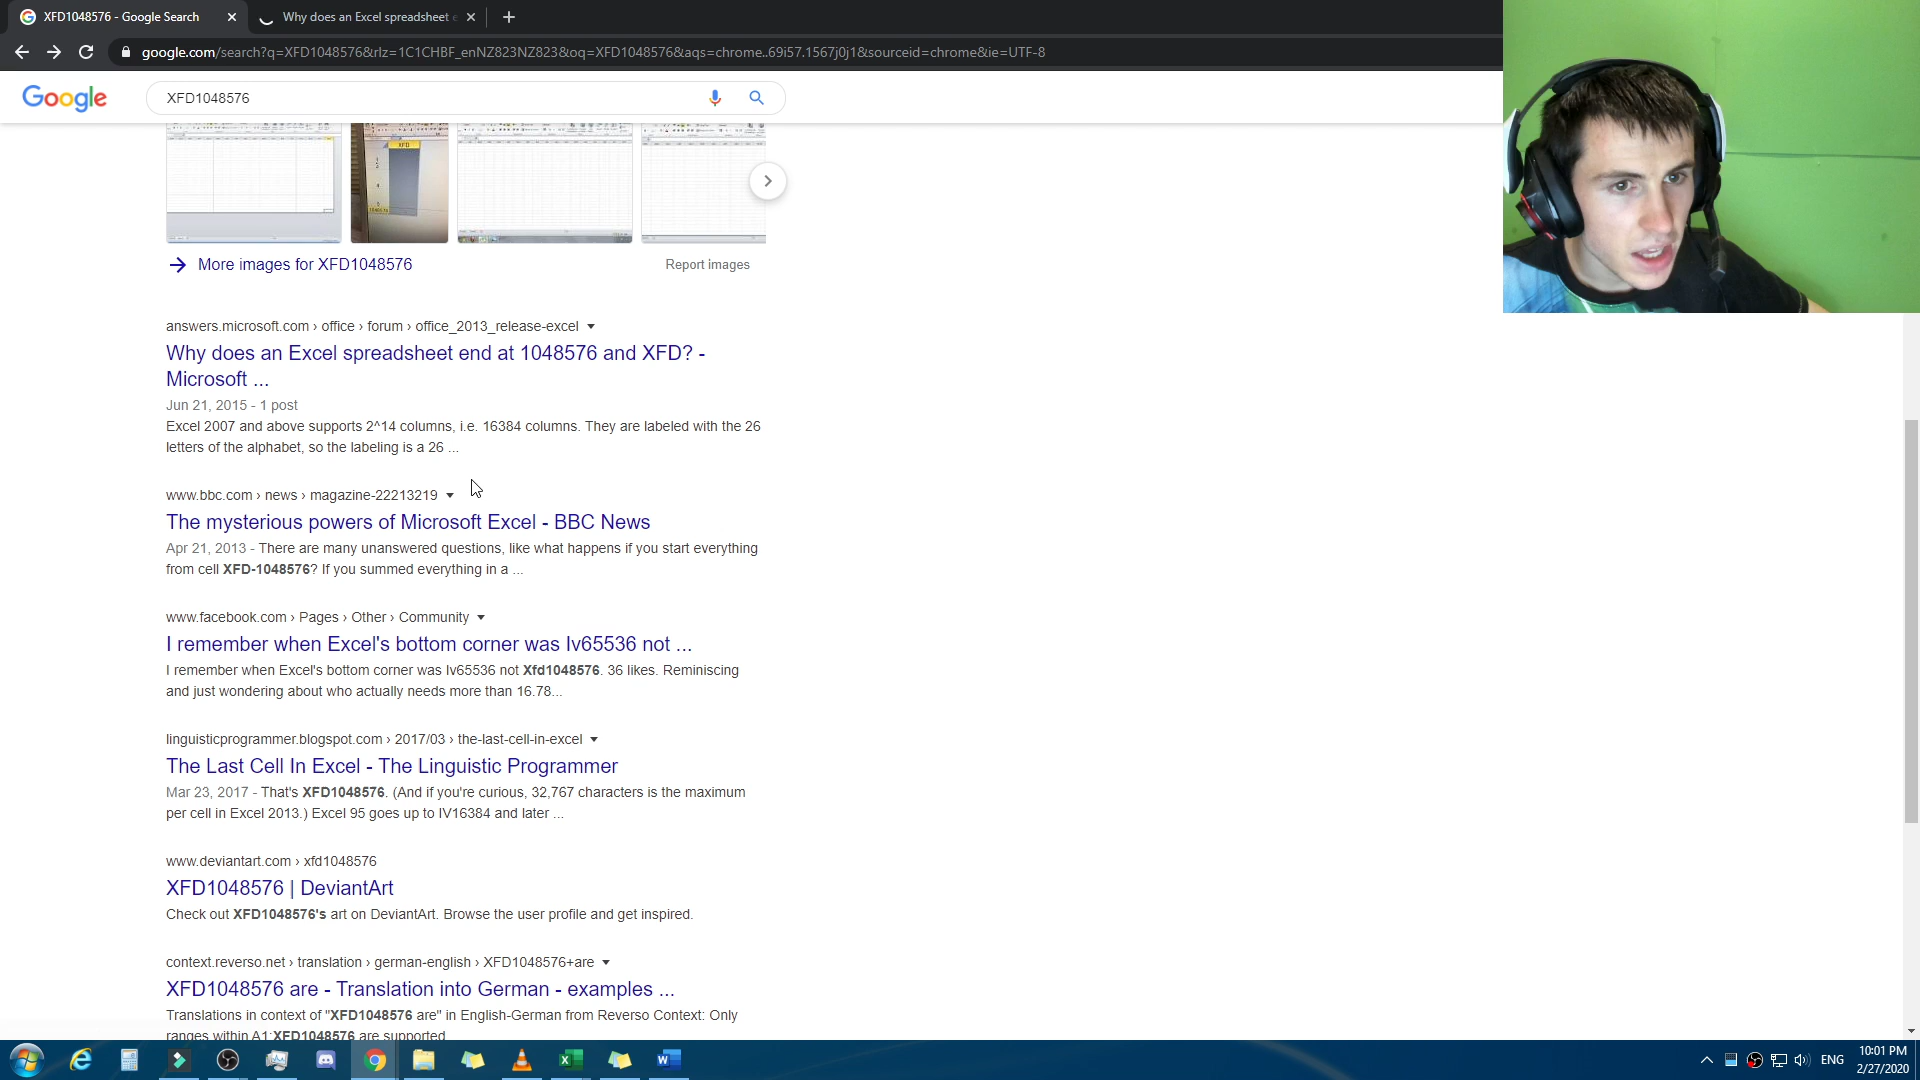 XFD1048576 - Google Search
Why does an Excel spreadsheet e
google.com/search?q=XFD1048576&rlz=1C1CHBF_enNZ823NZ823&oq=XFD1048576&aqs=chrome..69i57.1567j0j1&sourceid=chrome&ie=UTF-8
Google
XFD1048576
XFD
More images for XFD1048576
Report images
answers.microsoft.com › office › forum › office_2013_release-excel
Why does an Excel spreadsheet end at 1048576 and XFD? -
Microsoft ...
Jun 21, 2015 - 1 post
Excel 2007 and above supports 2^14 columns, i.e. 16384 columns. They are labeled with the 26
letters of the alphabet, so the labeling is a 26 ...
www.bbc.com › news › magazine-22213219
The mysterious powers of Microsoft Excel - BBC News
Apr 21, 2013 - There are many unanswered questions, like what happens if you start everything
from cell XFD-1048576? If you summed everything in a ...
www.facebook.com › Pages › Other › Community
I remember when Excel's bottom corner was Iv65536 not ...
I remember when Excel's bottom corner was Iv65536 not Xfd1048576. 36 likes. Reminiscing
and just wondering about who actually needs more than 16.78...
linguisticprogrammer.blogspot.com › 2017/03 › the-last-cell-in-excel
The Last Cell In Excel - The Linguistic Programmer
Mar 23, 2017 - That's XFD1048576. (And if you're curious, 32,767 characters is the maximum
per cell in Excel 2013.) Excel 95 goes up to IV16384 and later ...
www.deviantart.com › xfd1048576
XFD1048576 | DeviantArt
Check out XFD1048576's art on DeviantArt. Browse the user profile and get inspired.
context.reverso.net › translation › german-english › XFD1048576+are
XFD1048576 are - Translation into German - examples ...
Translations in context of "XFD1048576 are" in English-German from Reverso Context: Only
ranges within A1:XFD1048576 are supported
ENG
10:01 PM
2/27/2020